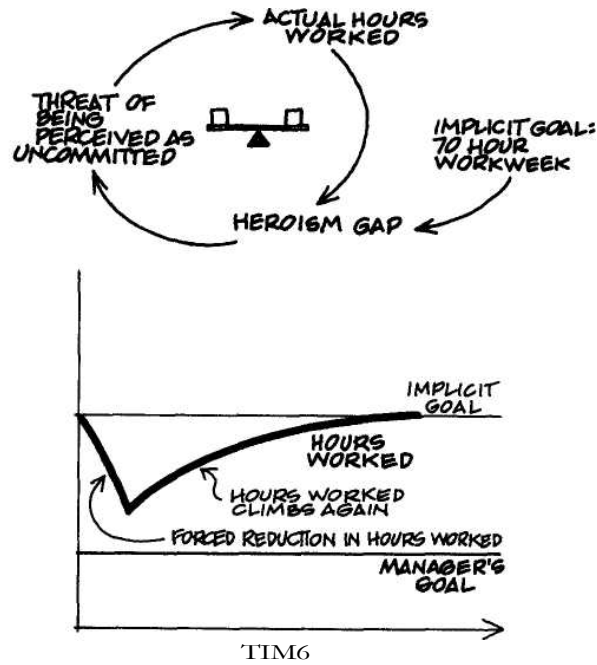 ACTUAL HOURS
WORKED
THREAT OF
BEING
PERCEIVED AS
UNCOMMITTED
IMPLICIT GOAL:
70 HOUR
WORKWEEK
HEROISM GAP
IMPLICIT
GOAL
HOURS
WORKED
HOURS WORKED
CLIMBS AGAIN
FORCED REDUCTION IN HOURS WORKED
MANAGER'S
GOAL
TIM6